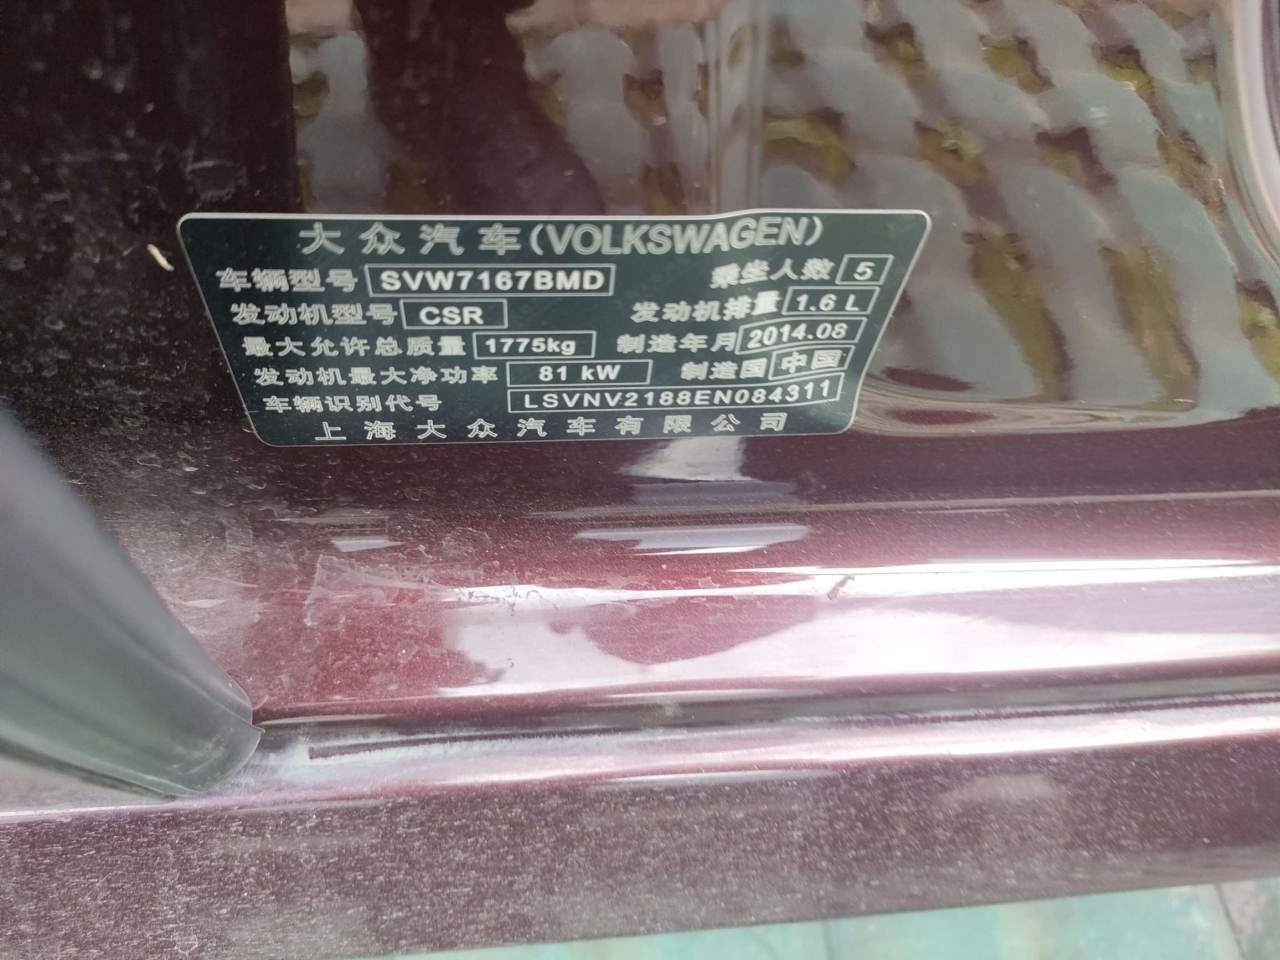 大众汽车(VOLKSWAGEN)
车辆型号 SVW7167BMD 乘坐人数 5
发动机型号 CSR 发动机排量 1.6 L
最大允许总质量 1775kg 制造年月 2014.08
发动机最大净功率 81 kW 制造国 中国
车辆识别代号 LSVNV2188EN084311
上海大众汽车有限公司